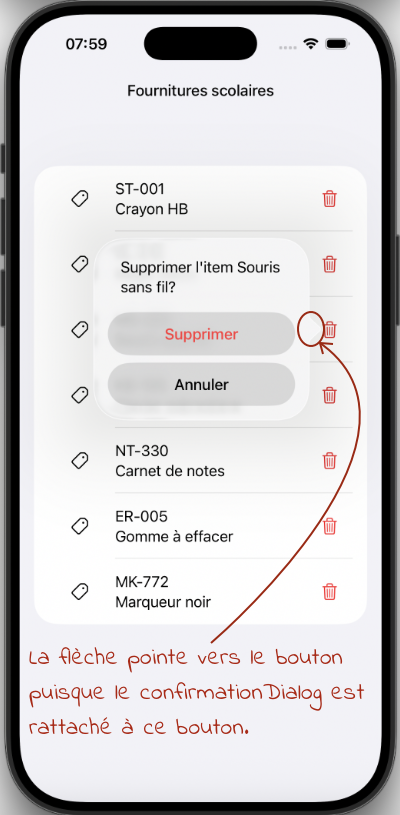 07:59
Fournitures scolaires
ST-001
Crayon HB
Supprimer l'item Souris
sans fil?
Supprimer
Annuler
NT-330
Carnet de notes
ER-005
Gomme à effacer
MK-772
Marqueur noir
La flèche pointe vers le bouton
puisque le confirmationDialog est
rattaché à ce bouton.